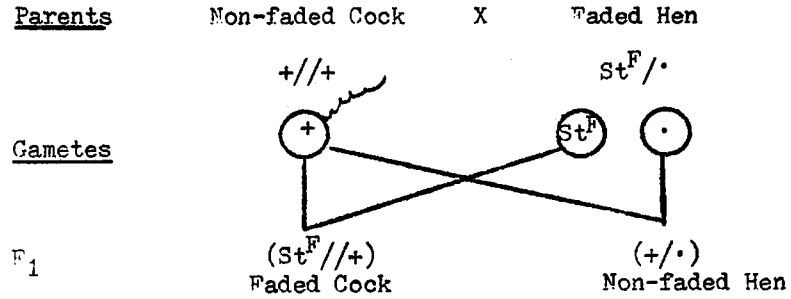 Parents Non-faded Cock X Faded Hen
+//+ St^F/·
+ St^F ·
Gametes
(St^F//+) (+/·)
F₁
Faded Cock Non-faded Hen